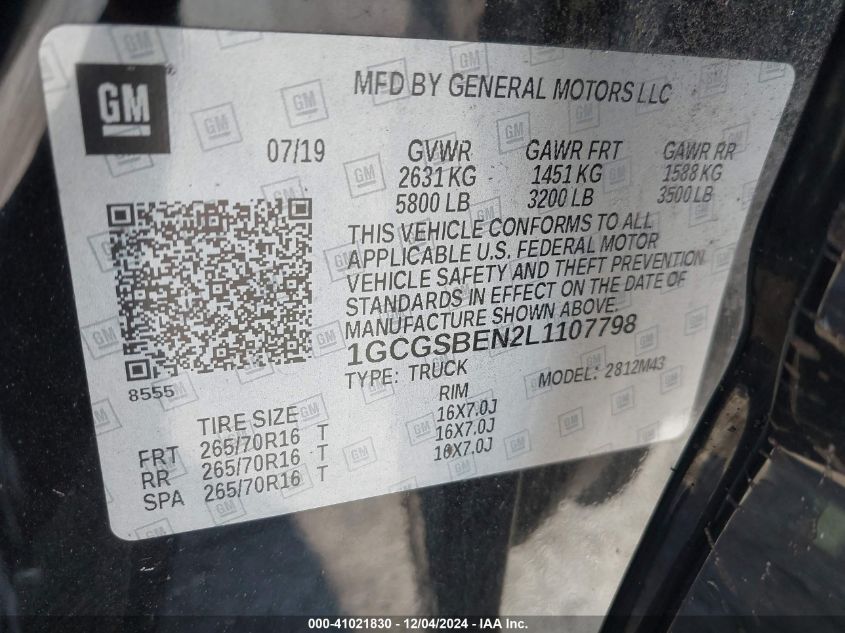 GM
MFD BY GENERAL MOTORS LLC
07/19 GVWR GAWR FRT GAWR RR
2631 KG 1451 KG 1588 KG
5800 LB 3200 LB 3500 LB
THIS VEHICLE CONFORMS TO ALL
APPLICABLE U.S. FEDERAL MOTOR
VEHICLE SAFETY AND THEFT PREVENTION
STANDARDS IN EFFECT ON THE DATE OF
MANUFACTURE SHOWN ABOVE.
1GCGSBEN2L1107798
TYPE: TRUCK MODEL: 2812M43
8555
TIRE SIZE RIM
FRT 265/70R16 T 16X7.0J
RR 265/70R16 T 16X7.0J
SPA 265/70R16 T 16X7.0J
000-41021830 - 12/04/2024 - IAA Inc.